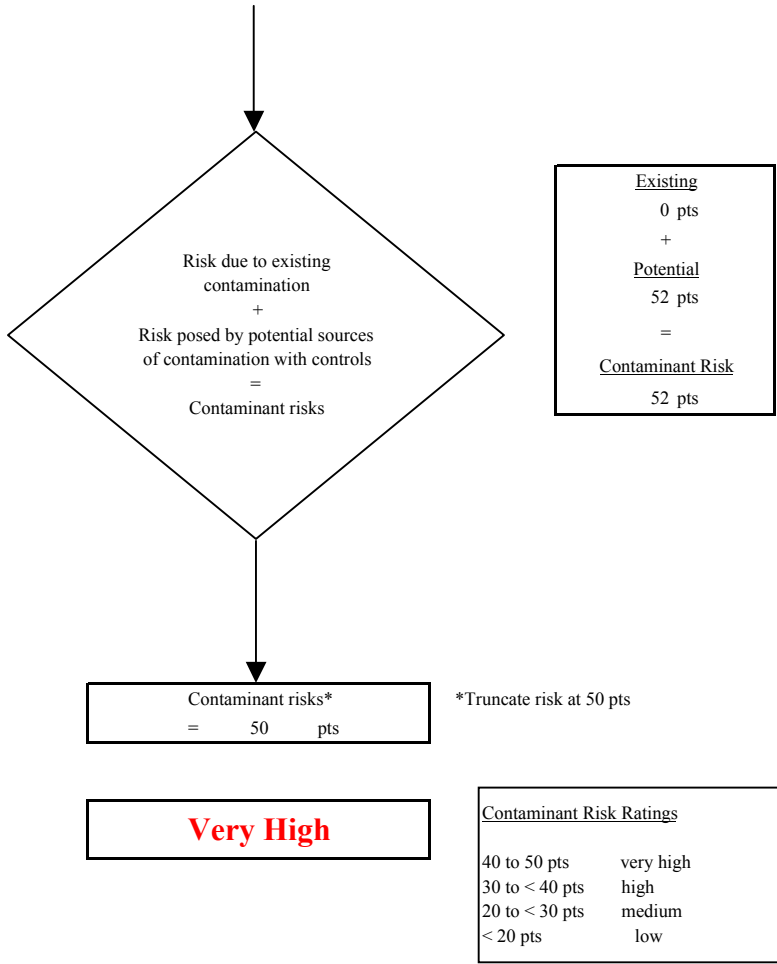 Risk due to existing
contamination
+
Risk posed by potential sources
of contamination with controls
=
Contaminant risks
Existing
0 pts
+
Potential
52 pts
=
Contaminant Risk
52 pts
Contaminant risks*
= 50 pts
*Truncate risk at 50 pts
Very High
Contaminant Risk Ratings
40 to 50 pts very high
30 to < 40 pts high
20 to < 30 pts medium
< 20 pts low